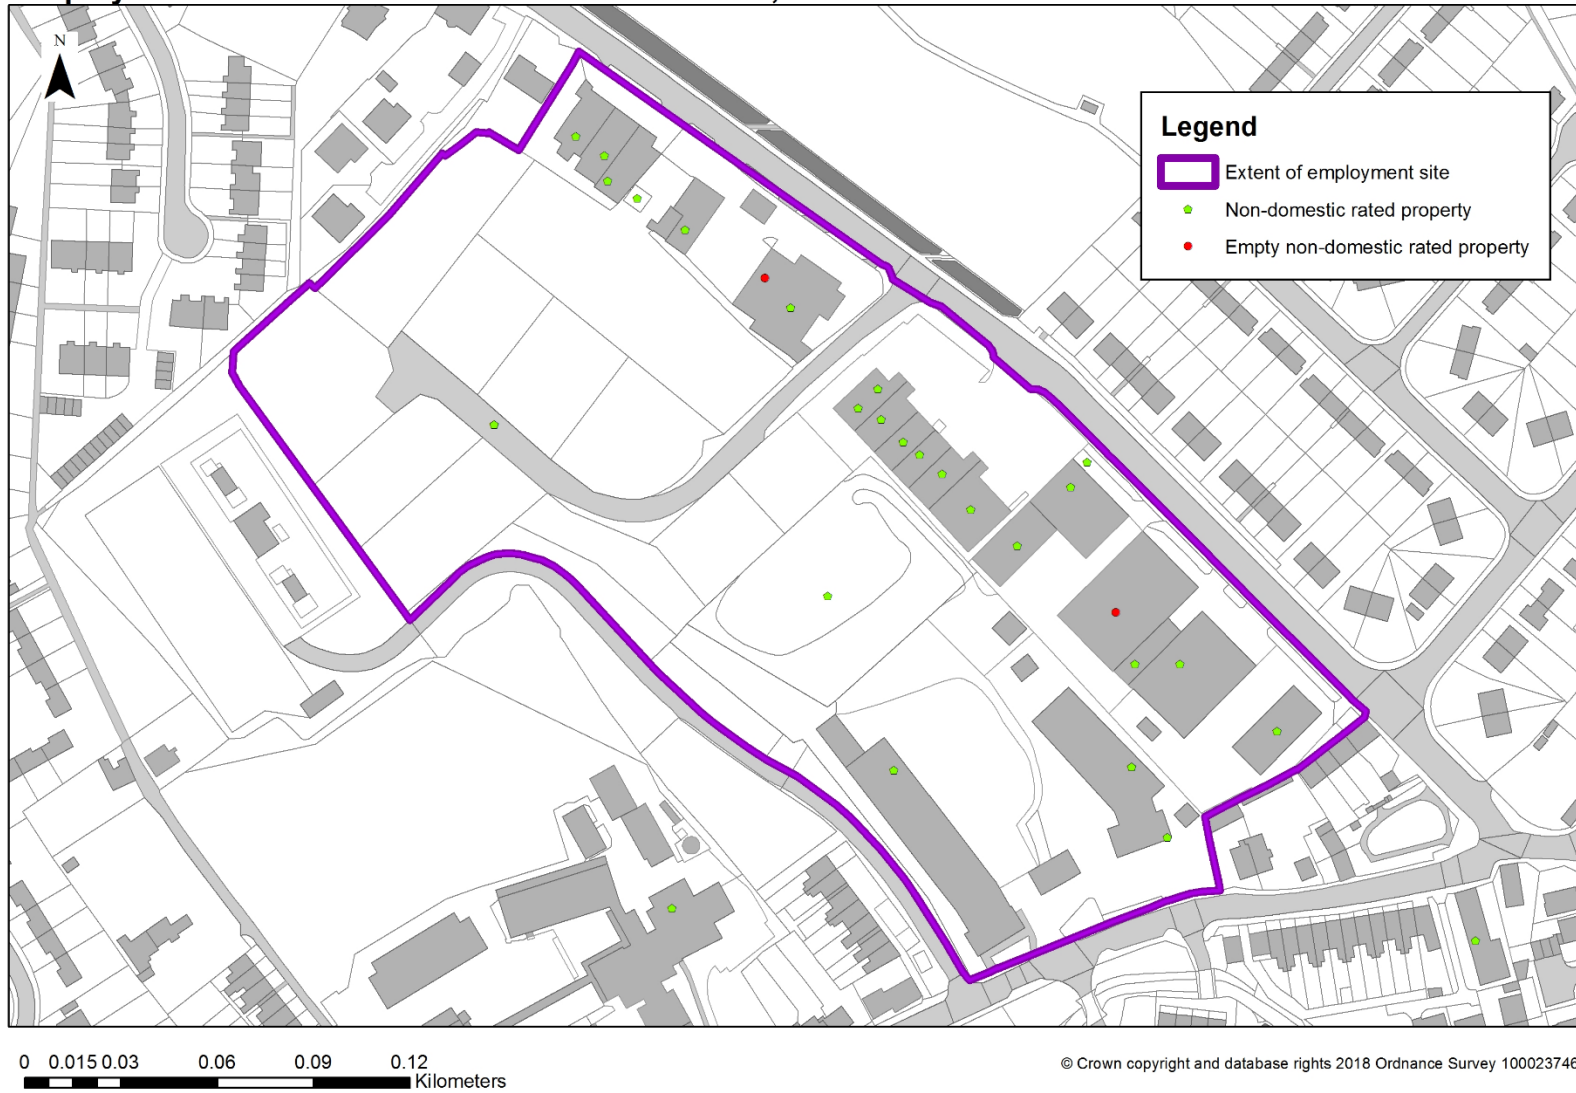 N
Legend
Extent of employment site
Non-domestic rated property
Empty non-domestic rated property
0 0.015 0.03 0.06 0.09 0.12
Kilometers
© Crown copyright and database rights 2018 Ordnance Survey 100023746